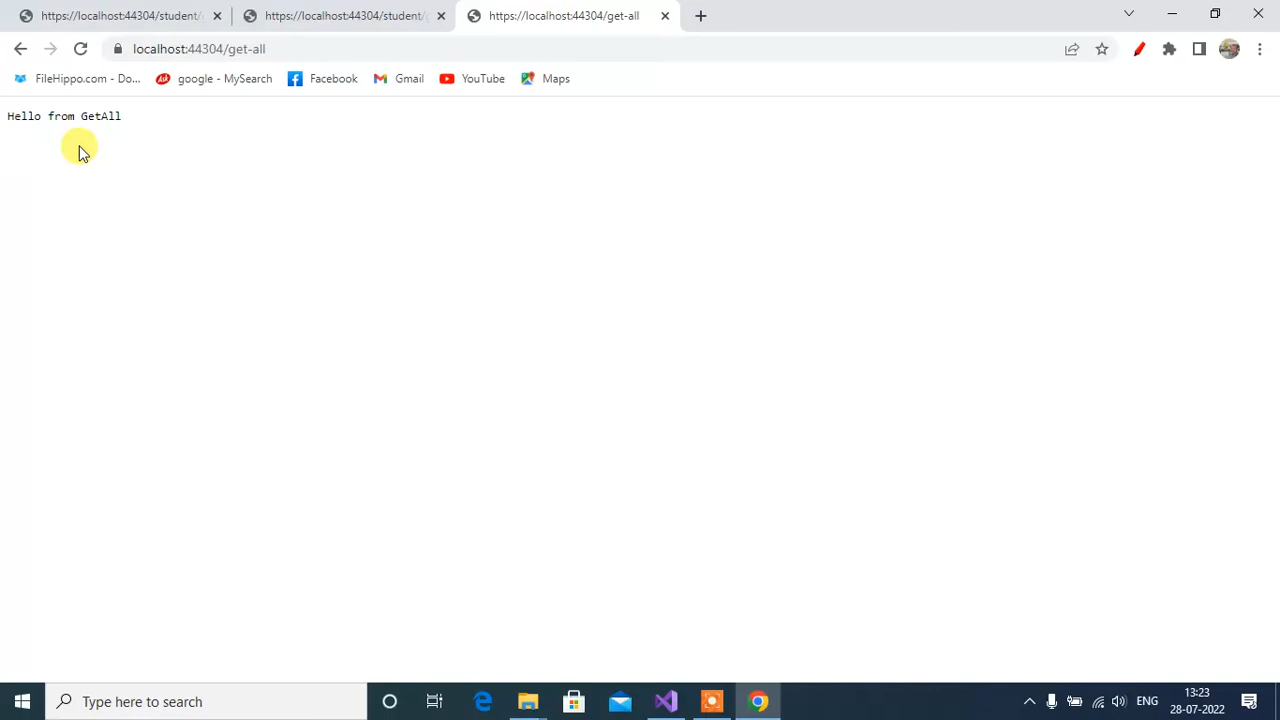 https://localhost:44304/student/
https://localhost:44304/student/
https://localhost:44304/get-all
localhost:44304/get-all
FileHippo.com - Do...
Ask
google - MySearch
Facebook
Gmail
YouTube
Maps
Hello from GetAll
Type here to search
ENG
13:23
28-07-2022